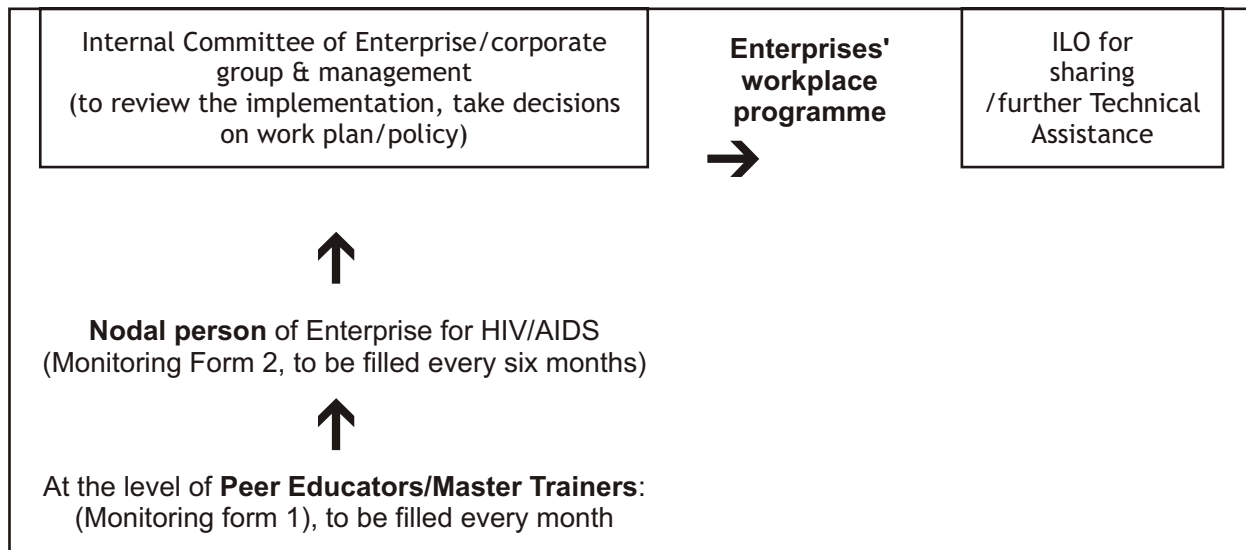 Internal Committee of Enterprise/corporate
group & management
(to review the implementation, take decisions
on work plan/policy)
Enterprises'
workplace
programme
ILO for
sharing
/further Technical
Assistance
Nodal person of Enterprise for HIV/AIDS
(Monitoring Form 2, to be filled every six months)
At the level of Peer Educators/Master Trainers:
(Monitoring form 1), to be filled every month